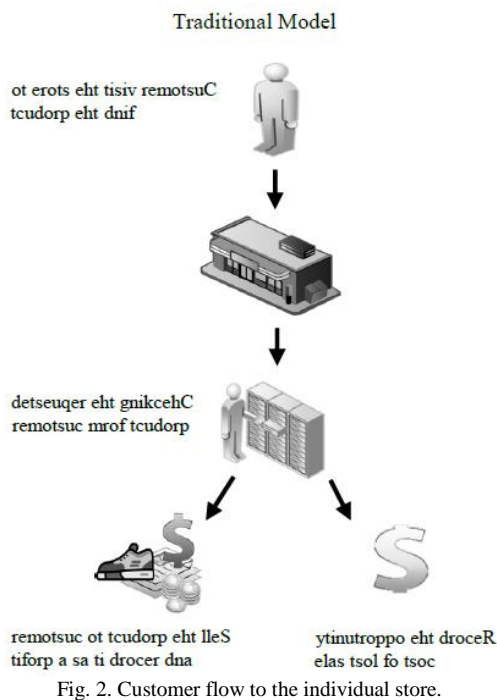 Traditional Model
ot erots eht tisiv remotsuC
tcudorp eht dnif
detseuqer eht gnikcehC
remotsuc mrof tcudorp
remotsuc ot tcudorp eht lleS
tiforp a sa ti drocer dna
ytinutroppo eht droceR
elas tsol fo tsoc
Fig. 2. Customer flow to the individual store.